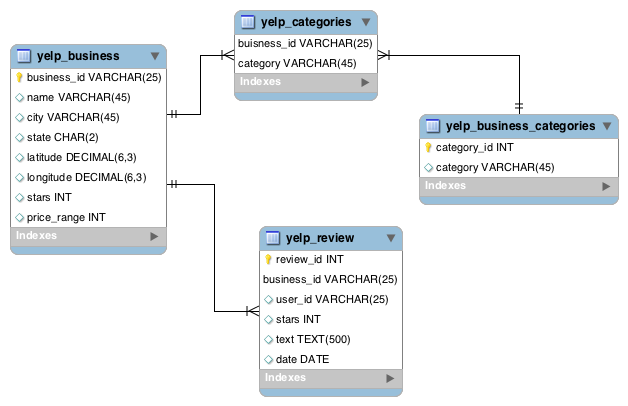 yelp_categories
buisness_id VARCHAR(25)
category VARCHAR(45)
Indexes
yelp_business
business_id VARCHAR(25)
name VARCHAR(45)
city VARCHAR(45)
state CHAR(2)
latitude DECIMAL(6,3)
longitude DECIMAL(6,3)
stars INT
price_range INT
Indexes
yelp_business_categories
category_id INT
category VARCHAR(45)
Indexes
yelp_review
review_id INT
business_id VARCHAR(25)
user_id VARCHAR(25)
stars INT
text TEXT(500)
date DATE
Indexes